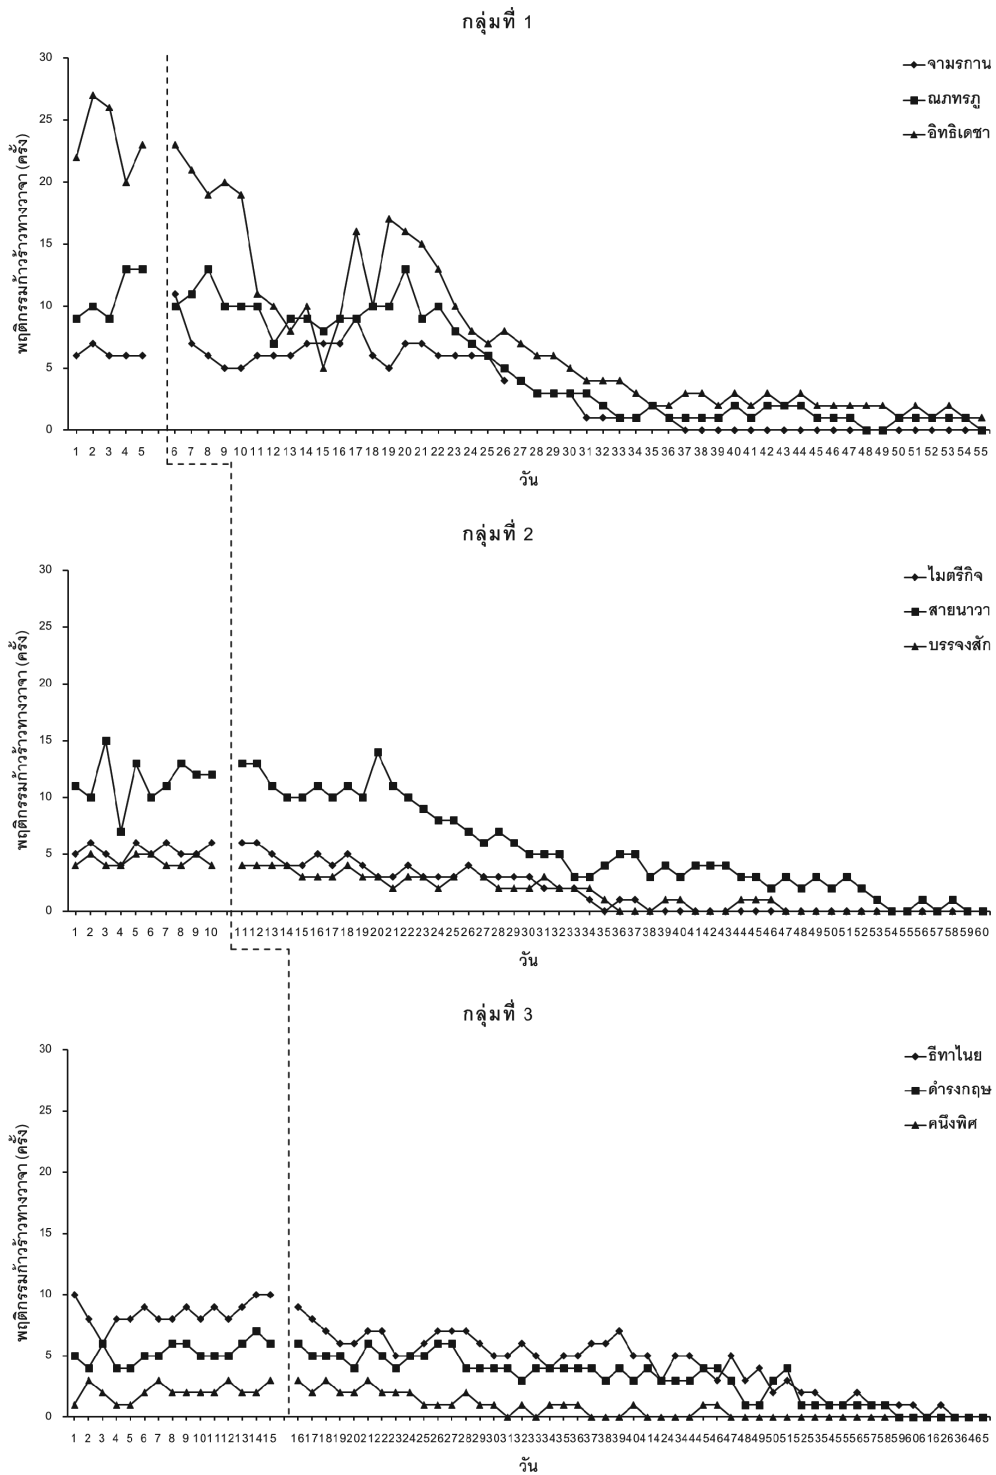 กลุ่มที่ 1
พฤติกรรมก้าวร้าวทางวาจา (ครั้ง)
30
25
20
15
10
5
0
จามรกาน
ณภทรภู
อิทธิเดชา
1 2 3 4 5 6 7 8 9 10 11 12 13 14 15 16 17 18 19 20 21 22 23 24 25 26 27 28 29 30 31 32 33 34 35 36 37 38 39 40 41 42 43 44 45 46 47 48 49 50 51 52 53 54 55
วัน
กลุ่มที่ 2
พฤติกรรมก้าวร้าวทางวาจา (ครั้ง)
30
25
20
15
10
5
0
ไมตรีกิจ
สายนาวา
บรรจงสัก
1 2 3 4 5 6 7 8 9 10 11 12 13 14 15 16 17 18 19 20 21 22 23 24 25 26 27 28 29 30 31 32 33 34 35 36 37 38 39 40 41 42 43 44 45 46 47 48 49 50 51 52 53 54 55 56 57 58 59 60
วัน
กลุ่มที่ 3
พฤติกรรมก้าวร้าวทางวาจา (ครั้ง)
30
25
20
15
10
5
0
ธีทาไนย
ดำรงกฤษ
คนึงพิศ
1 2 3 4 5 6 7 8 9 10 11 12 13 14 15 16 17 18 19 20 21 22 23 24 25 26 27 28 29 30 31 32 33 34 35 36 37 38 39 40 41 42 43 44 45 46 47 48 49 50 51 52 53 54 55 56 57 58 59 60 61 62 63 64 65
วัน